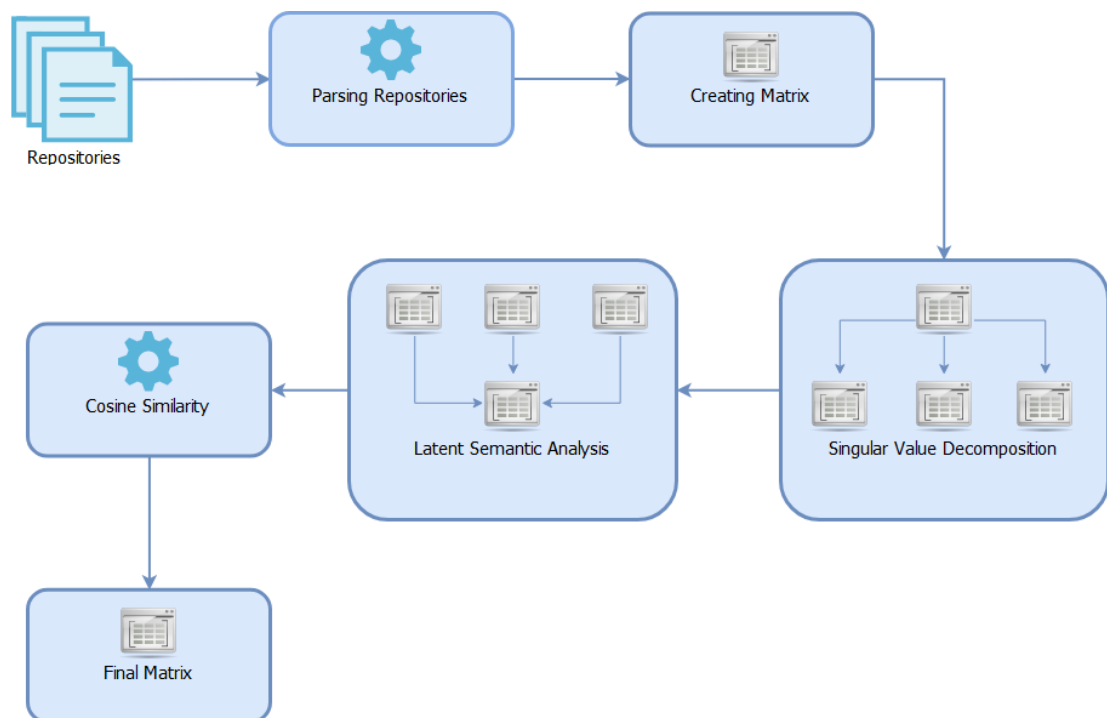 Repositories
Parsing Repositories
Creating Matrix
Singular Value Decomposition
Latent Semantic Analysis
Cosine Similarity
Final Matrix